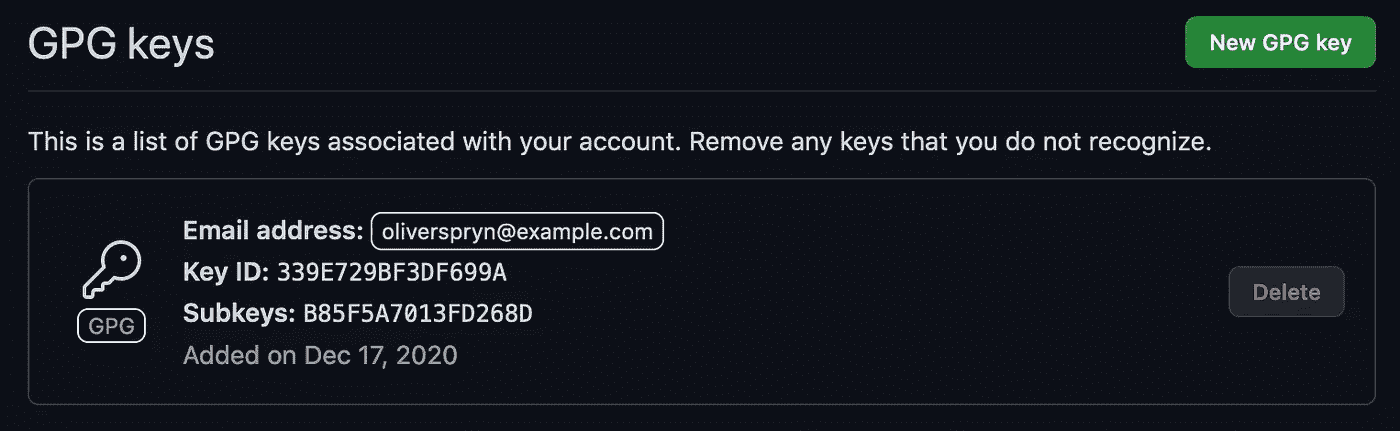 GPG keys
New GPG key
This is a list of GPG keys associated with your account. Remove any keys that you do not recognize.
Email address: oliverspryn@example.com
Key ID: 339E729BF3DF699A
Subkeys: B85F5A7013FD268D
Added on Dec 17, 2020
GPG
Delete